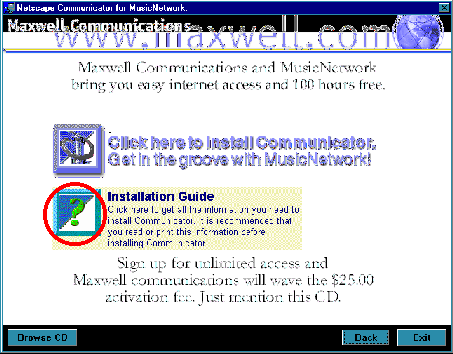 Netscape Communicator for MusicNetwork.
Maxwell Communications
www.maxwell.com
Maxwell Communications and MusicNetwork
bring you easy internet access and 100 hours free.
Click here to install Communicator.
Get in the groove with MusicNetwork!
Installation Guide
Click here to get all the information you need to
install Communicator. It is recommended that
you read or print this information before
installing Communicator.
Sign up for unlimited access and
Maxwell communications will wave the $25.00
activation fee. Just mention this CD.
Browse CD
Back
Exit